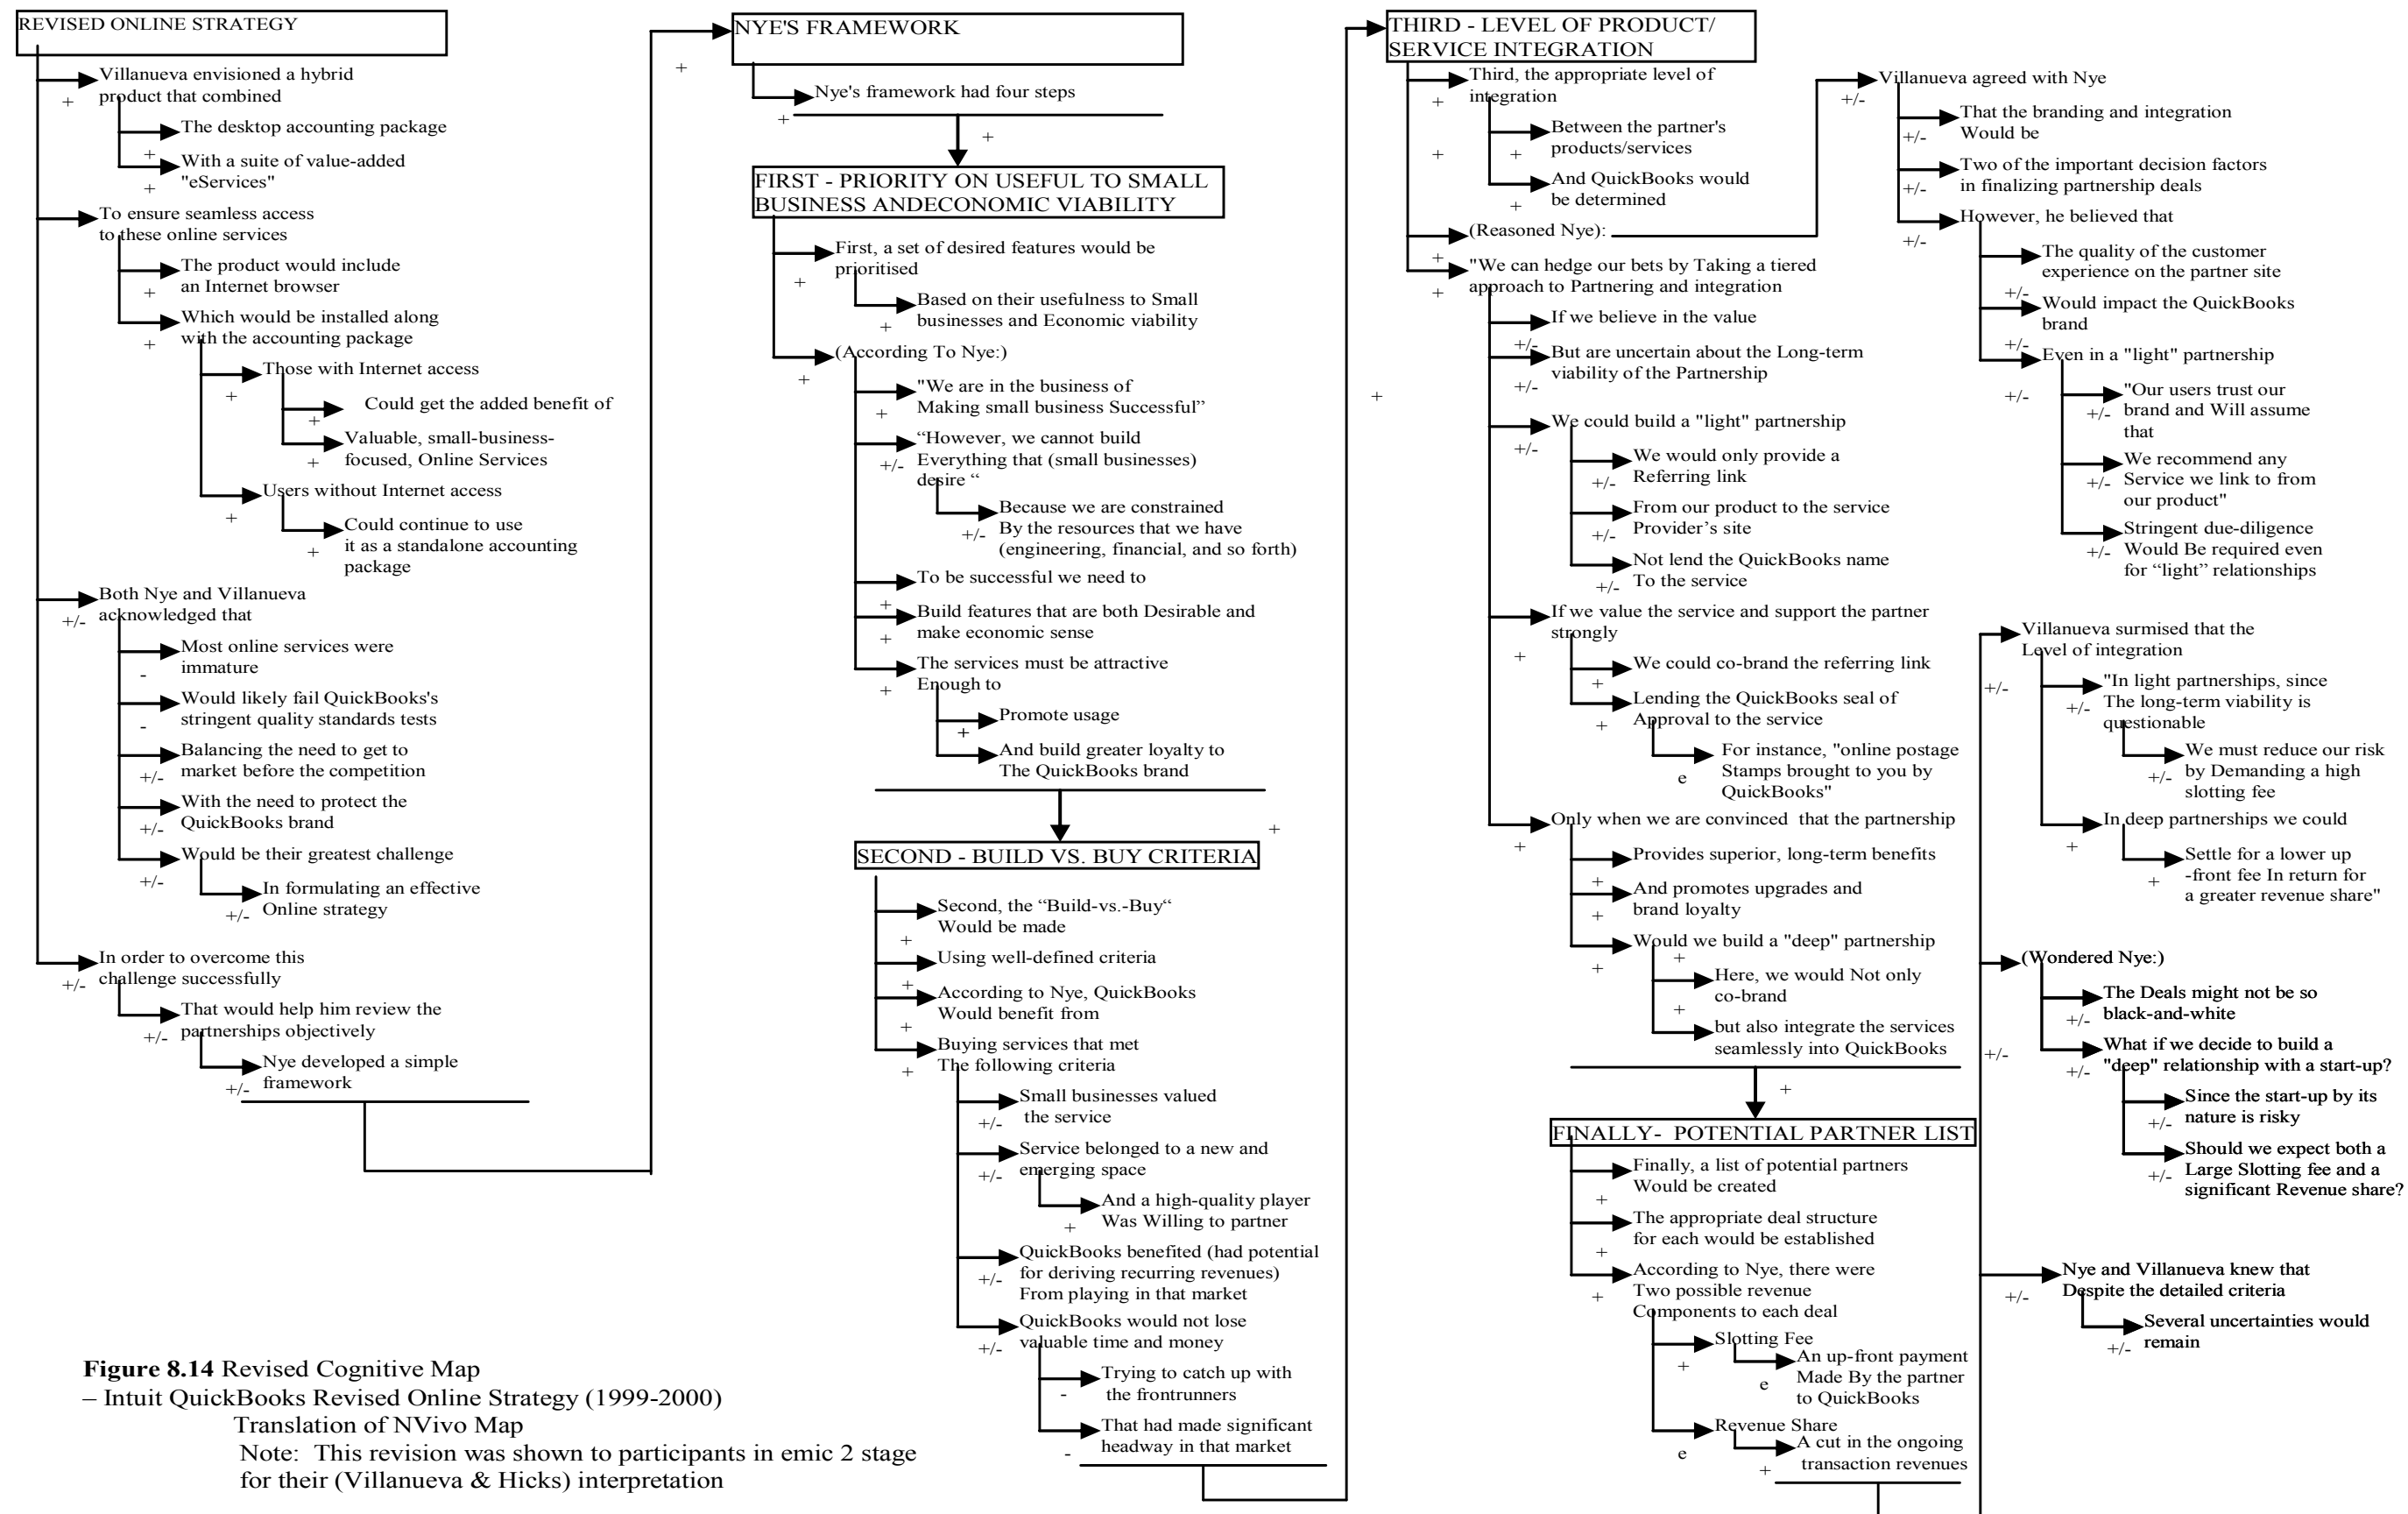 REVISED ONLINE STRATEGY
+
Villanueva envisioned a hybrid
product that combined
+
The desktop accounting package
+
With a suite of value-added
"eServices"
To ensure seamless access
to these online services
+
The product would include
an Internet browser
+
Which would be installed along
with the accounting package
+
Those with Internet access
+
Could get the added benefit of
+
Valuable, small-business-
focused, Online Services
+
Users without Internet access
+
Could continue to use
it as a standalone accounting
package
+/-
Both Nye and Villanueva
acknowledged that
-
Most online services were
immature
-
Would likely fail QuickBooks's
stringent quality standards tests
+/-
Balancing the need to get to
market before the competition
+/-
With the need to protect the
QuickBooks brand
+/-
Would be their greatest challenge
+/-
In formulating an effective
Online strategy
+/-
In order to overcome this
challenge successfully
+/-
That would help him review the
partnerships objectively
+/-
Nye developed a simple
framework
+
NYE'S FRAMEWORK
+
Nye's framework had four steps
+
FIRST - PRIORITY ON USEFUL TO SMALL
BUSINESS ANDECONOMIC VIABILITY
+
First, a set of desired features would be
prioritised
+
Based on their usefulness to Small
businesses and Economic viability
+
(According To Nye:)
+
"We are in the business of
Making small business Successful”
+/-
“However, we cannot build
Everything that (small businesses)
desire “
+/-
Because we are constrained
By the resources that we have
(engineering, financial, and so forth)
+
To be successful we need to
+
Build features that are both Desirable and
make economic sense
+
The services must be attractive
Enough to
+
Promote usage
And build greater loyalty to
The QuickBooks brand
+
SECOND - BUILD VS. BUY CRITERIA
+
Second, the “Build-vs.-Buy“
Would be made
+
Using well-defined criteria
+
According to Nye, QuickBooks
Would benefit from
+
Buying services that met
The following criteria
+/-
Small businesses valued
the service
+/-
Service belonged to a new and
emerging space
+
And a high-quality player
Was Willing to partner
+/-
QuickBooks benefited (had potential
for deriving recurring revenues)
From playing in that market
+/-
QuickBooks would not lose
valuable time and money
-
Trying to catch up with
the frontrunners
-
That had made significant
headway in that market
+
THIRD - LEVEL OF PRODUCT/
SERVICE INTEGRATION
+
Third, the appropriate level of
integration
+
Between the partner's
products/services
+
And QuickBooks would
be determined
+
+
(Reasoned Nye):
+
"We can hedge our bets by Taking a tiered
approach to Partnering and integration
+/-
If we believe in the value
+/-
But are uncertain about the Long-term
viability of the Partnership
+/-
We could build a "light" partnership
+/-
We would only provide a
Referring link
+/-
From our product to the service
Provider’s site
+/-
Not lend the QuickBooks name
To the service
+
If we value the service and support the partner
strongly
+
We could co-brand the referring link
+
Lending the QuickBooks seal of
Approval to the service
e
For instance, "online postage
Stamps brought to you by
QuickBooks"
+
Only when we are convinced that the partnership
+
Provides superior, long-term benefits
+
And promotes upgrades and
brand loyalty
+
Would we build a "deep" partnership
+
Here, we would Not only
co-brand
+
but also integrate the services
seamlessly into QuickBooks
+
FINALLY- POTENTIAL PARTNER LIST
+
Finally, a list of potential partners
Would be created
+
The appropriate deal structure
for each would be established
+
According to Nye, there were
Two possible revenue
Components to each deal
+
Slotting Fee
e
An up-front payment
Made By the partner
to QuickBooks
e
Revenue Share
+
A cut in the ongoing
transaction revenues
+/-
Villanueva agreed with Nye
+/-
That the branding and integration
Would be
+/-
Two of the important decision factors
in finalizing partnership deals
+/-
However, he believed that
+/-
The quality of the customer
experience on the partner site
+/-
Would impact the QuickBooks
brand
+/-
Even in a "light" partnership
+/-
"Our users trust our
brand and Will assume
that
+/-
We recommend any
Service we link to from
our product"
+/-
Stringent due-diligence
Would Be required even
for “light” relationships
+/-
Villanueva surmised that the
Level of integration
+/-
"In light partnerships, since
The long-term viability is
questionable
+/-
We must reduce our risk
by Demanding a high
slotting fee
+
In deep partnerships we could
+
Settle for a lower up
-front fee In return for
a greater revenue share"
+/-
(Wondered Nye:)
+/-
The Deals might not be so
black-and-white
+/-
What if we decide to build a
"deep" relationship with a start-up?
+/-
Since the start-up by its
nature is risky
+/-
Should we expect both a
Large Slotting fee and a
significant Revenue share?
+/-
Nye and Villanueva knew that
Despite the detailed criteria
+/-
Several uncertainties would
remain
Figure 8.14 Revised Cognitive Map
– Intuit QuickBooks Revised Online Strategy (1999-2000)
Translation of NVivo Map
Note: This revision was shown to participants in emic 2 stage
for their (Villanueva & Hicks) interpretation